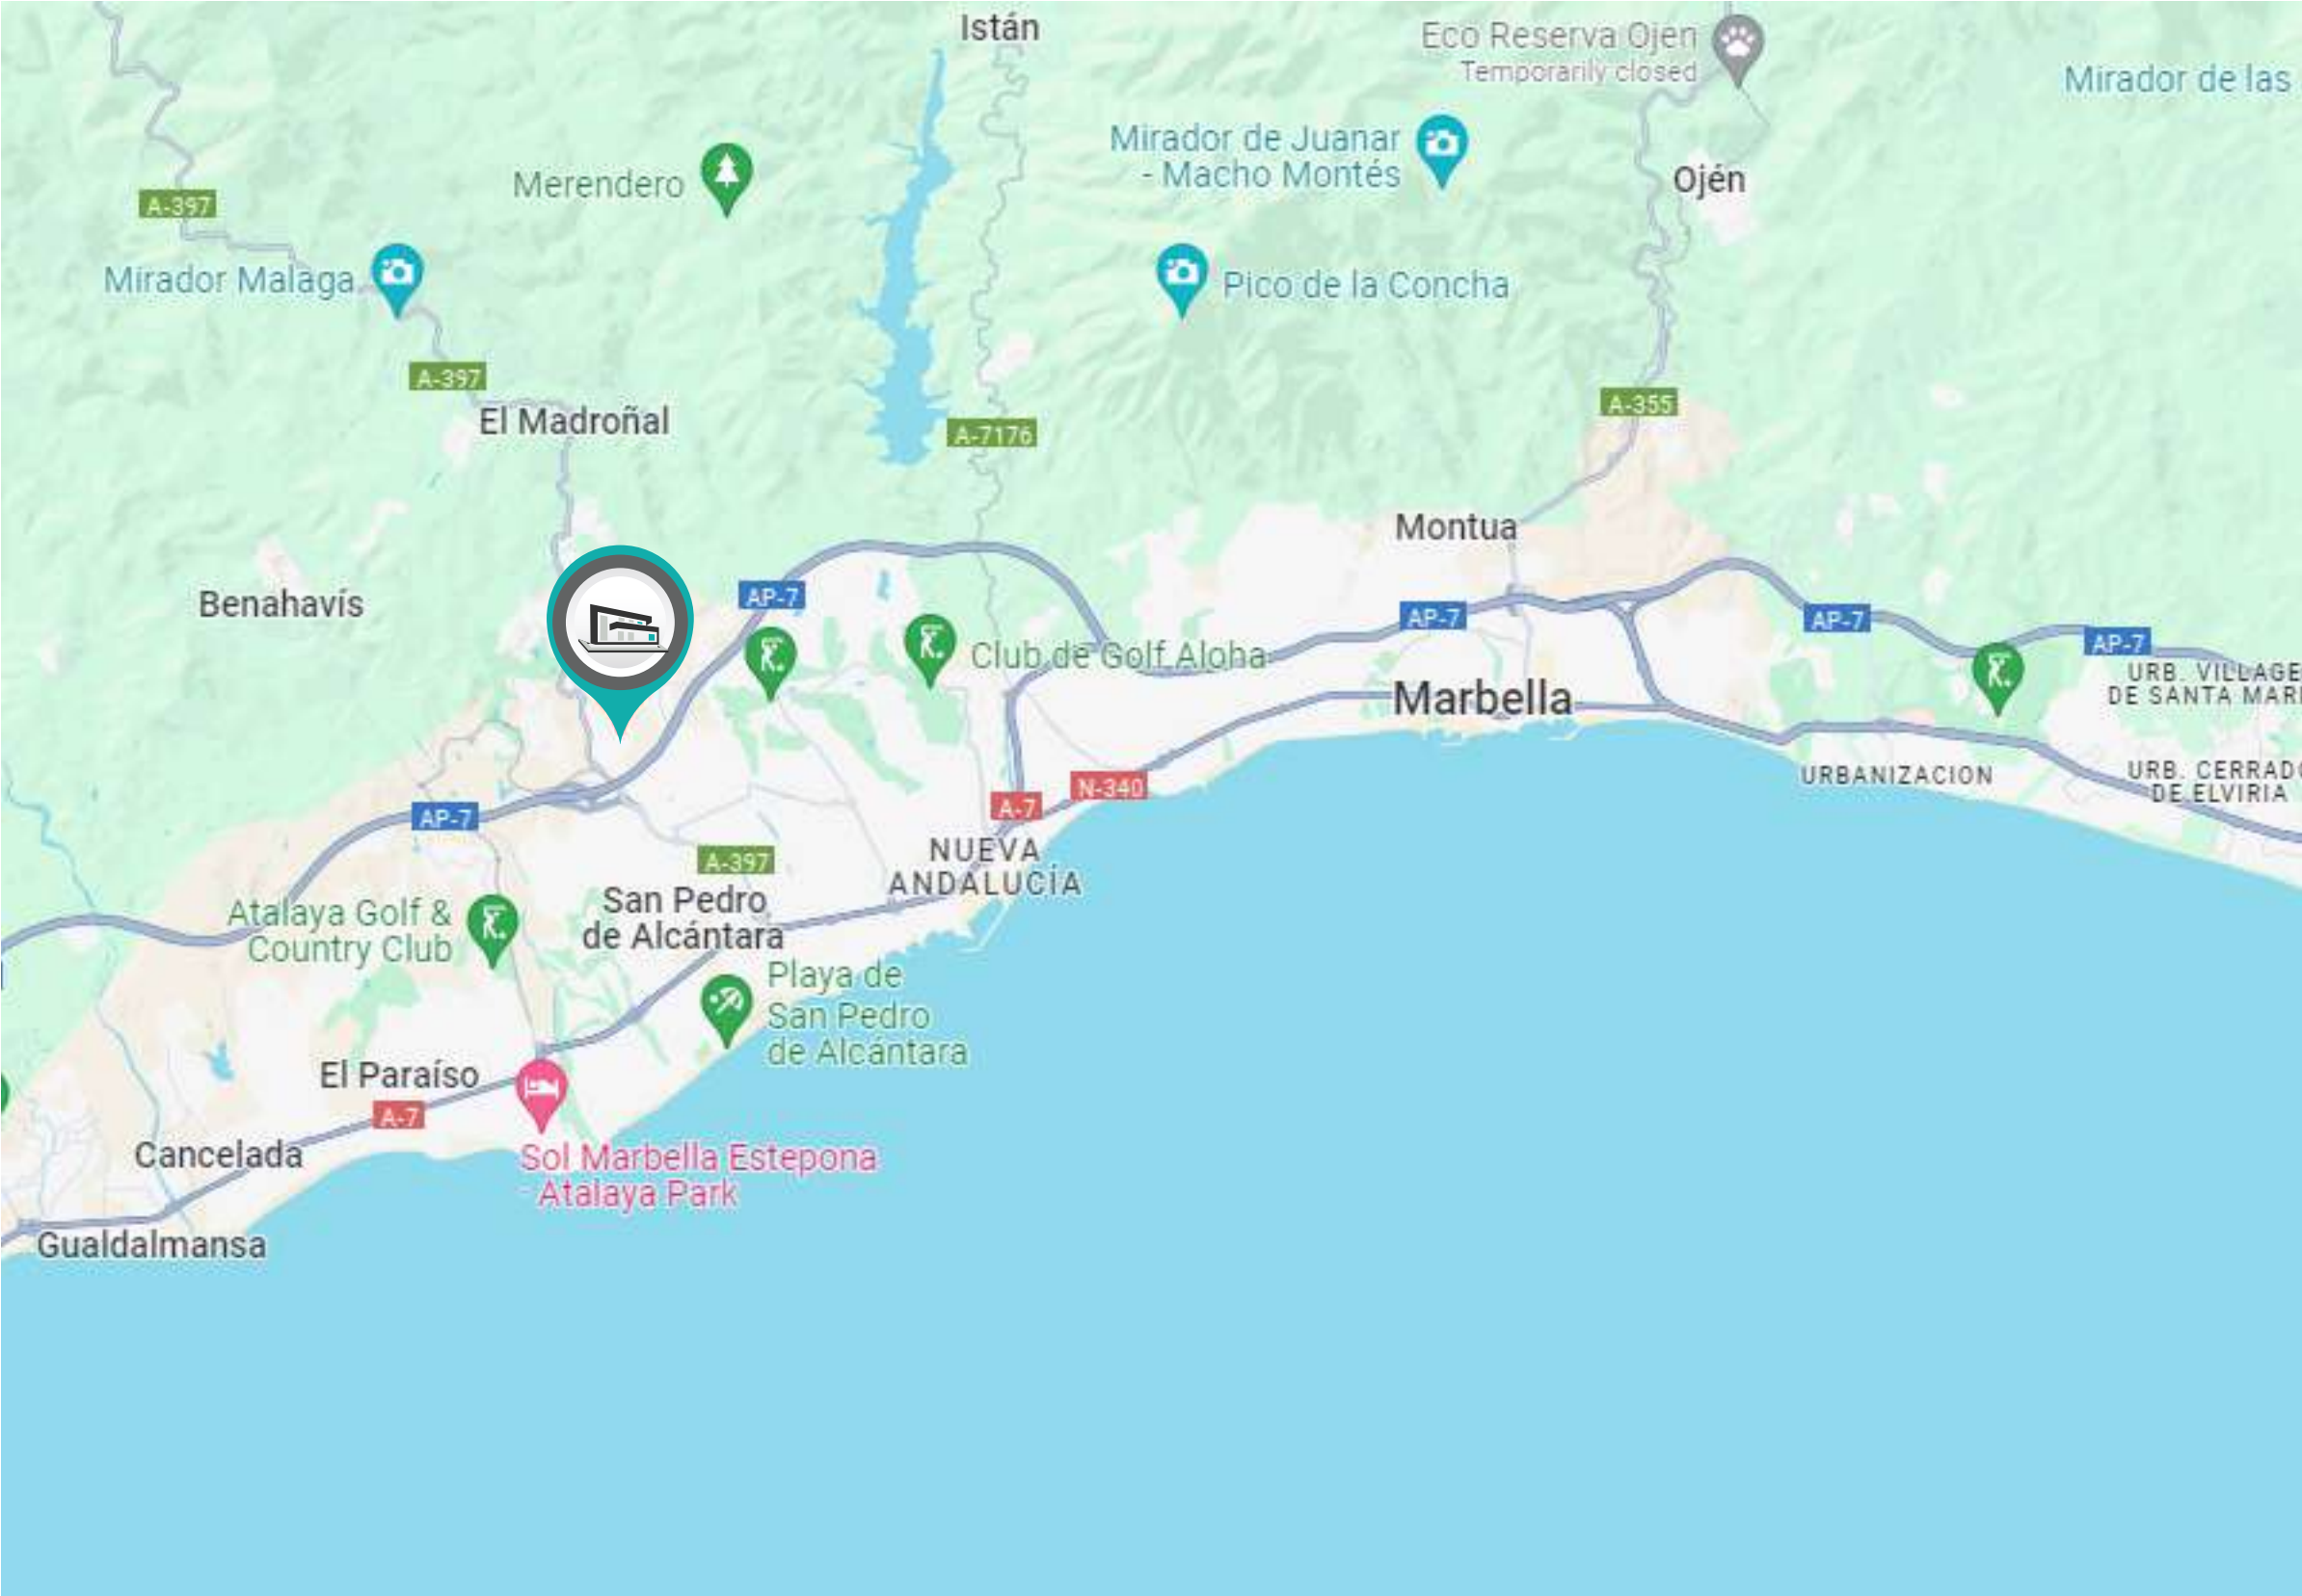 Istán
Eco Reserva Ojen
Temporarily closed
Mirador de las
Mirador de Juanar
- Macho Montés
Merendero
Ojén
A-397
Mirador Malaga
Pico de la Concha
A-397
El Madroñal
A-355
A-7176
Montua
Benahavís
AP-7
AP-7
AP-7
AP-7
Club de Golf Aloha
URB. VILLAGE
DE SANTA MARI
Marbella
URBANIZACION
URB. CERRADO
DE ELVIRIA
N-340
A-7
AP-7
NUEVA
ANDALUCÍA
A-397
San Pedro
de Alcántara
Atalaya Golf &
Country Club
Playa de
San Pedro
de Alcántara
El Paraíso
A-7
Cancelada
Sol Marbella Estepona
- Atalaya Park
Gualdalmansa